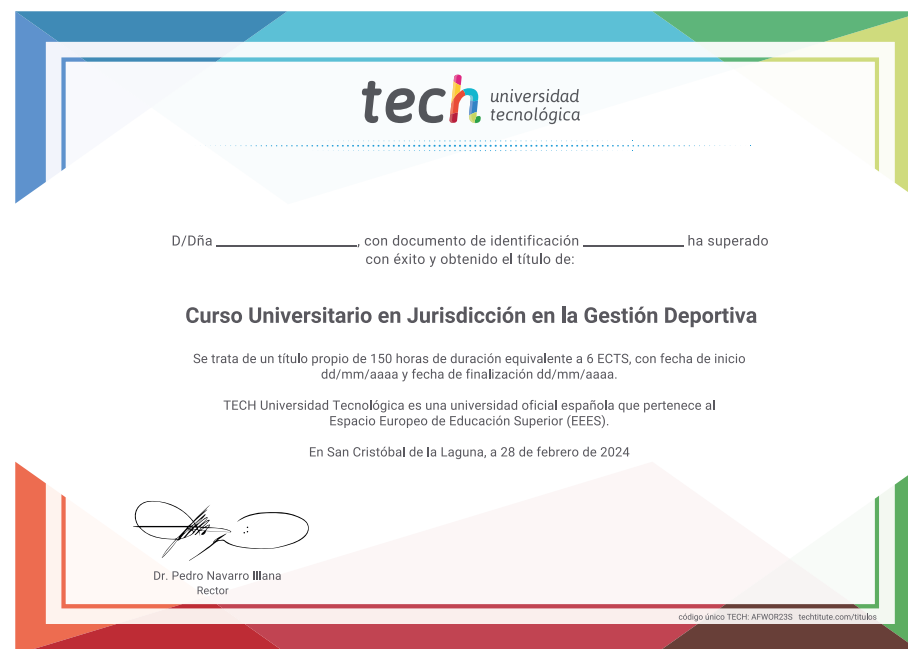 tech universidad
tecnológica
D/Dña ________________, con documento de identificación ____________ ha superado
con éxito y obtenido el título de:
Curso Universitario en Jurisdicción en la Gestión Deportiva
Se trata de un título propio de 150 horas de duración equivalente a 6 ECTS, con fecha de inicio
dd/mm/aaaa y fecha de finalización dd/mm/aaaa.
TECH Universidad Tecnológica es una universidad oficial española que pertenece al
Espacio Europeo de Educación Superior (EEES).
En San Cristóbal de la Laguna, a 28 de febrero de 2024
Dr. Pedro Navarro Illana
Rector
código único TECH: AFWOR23S techtitute.com/titulos